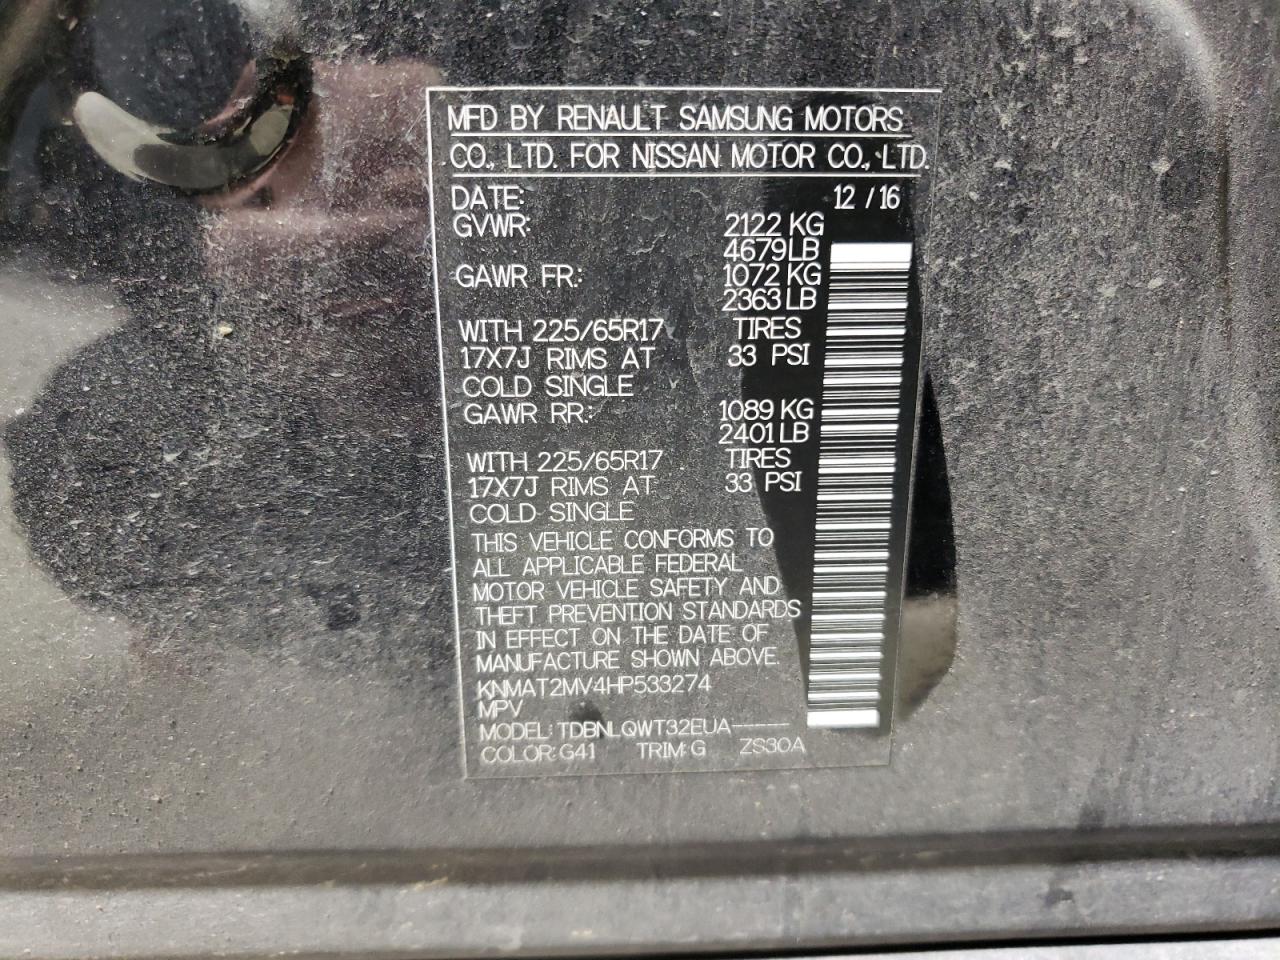 MFD BY RENAULT SAMSUNG MOTORS
CO., LTD. FOR NISSAN MOTOR CO., LTD.
DATE: 12 / 16
GVWR: 2122 KG
4679 LB
GAWR FR: 1072 KG
2363 LB
WITH 225/65R17 TIRES
17X7J RIMS AT 33 PSI
COLD SINGLE
GAWR RR: 1089 KG
2401 LB
WITH 225/65R17 TIRES
17X7J RIMS AT 33 PSI
COLD SINGLE
THIS VEHICLE CONFORMS TO
ALL APPLICABLE FEDERAL
MOTOR VEHICLE SAFETY AND
THEFT PREVENTION STANDARDS
IN EFFECT ON THE DATE OF
MANUFACTURE SHOWN ABOVE.
KNMAT2MV4HP533274
MPV
MODEL: TDBNLQWT32EUA-----
COLOR: G41 TRIM: G ZS30A